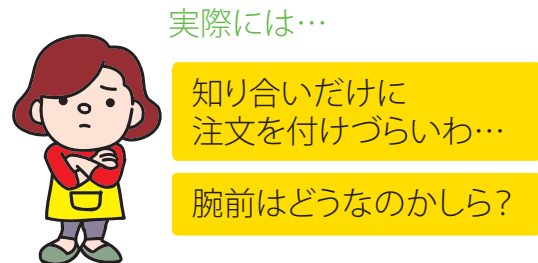 実際には…
知り合いだけに
注文を付けづらいわ…
腕前はどうなのかしら?